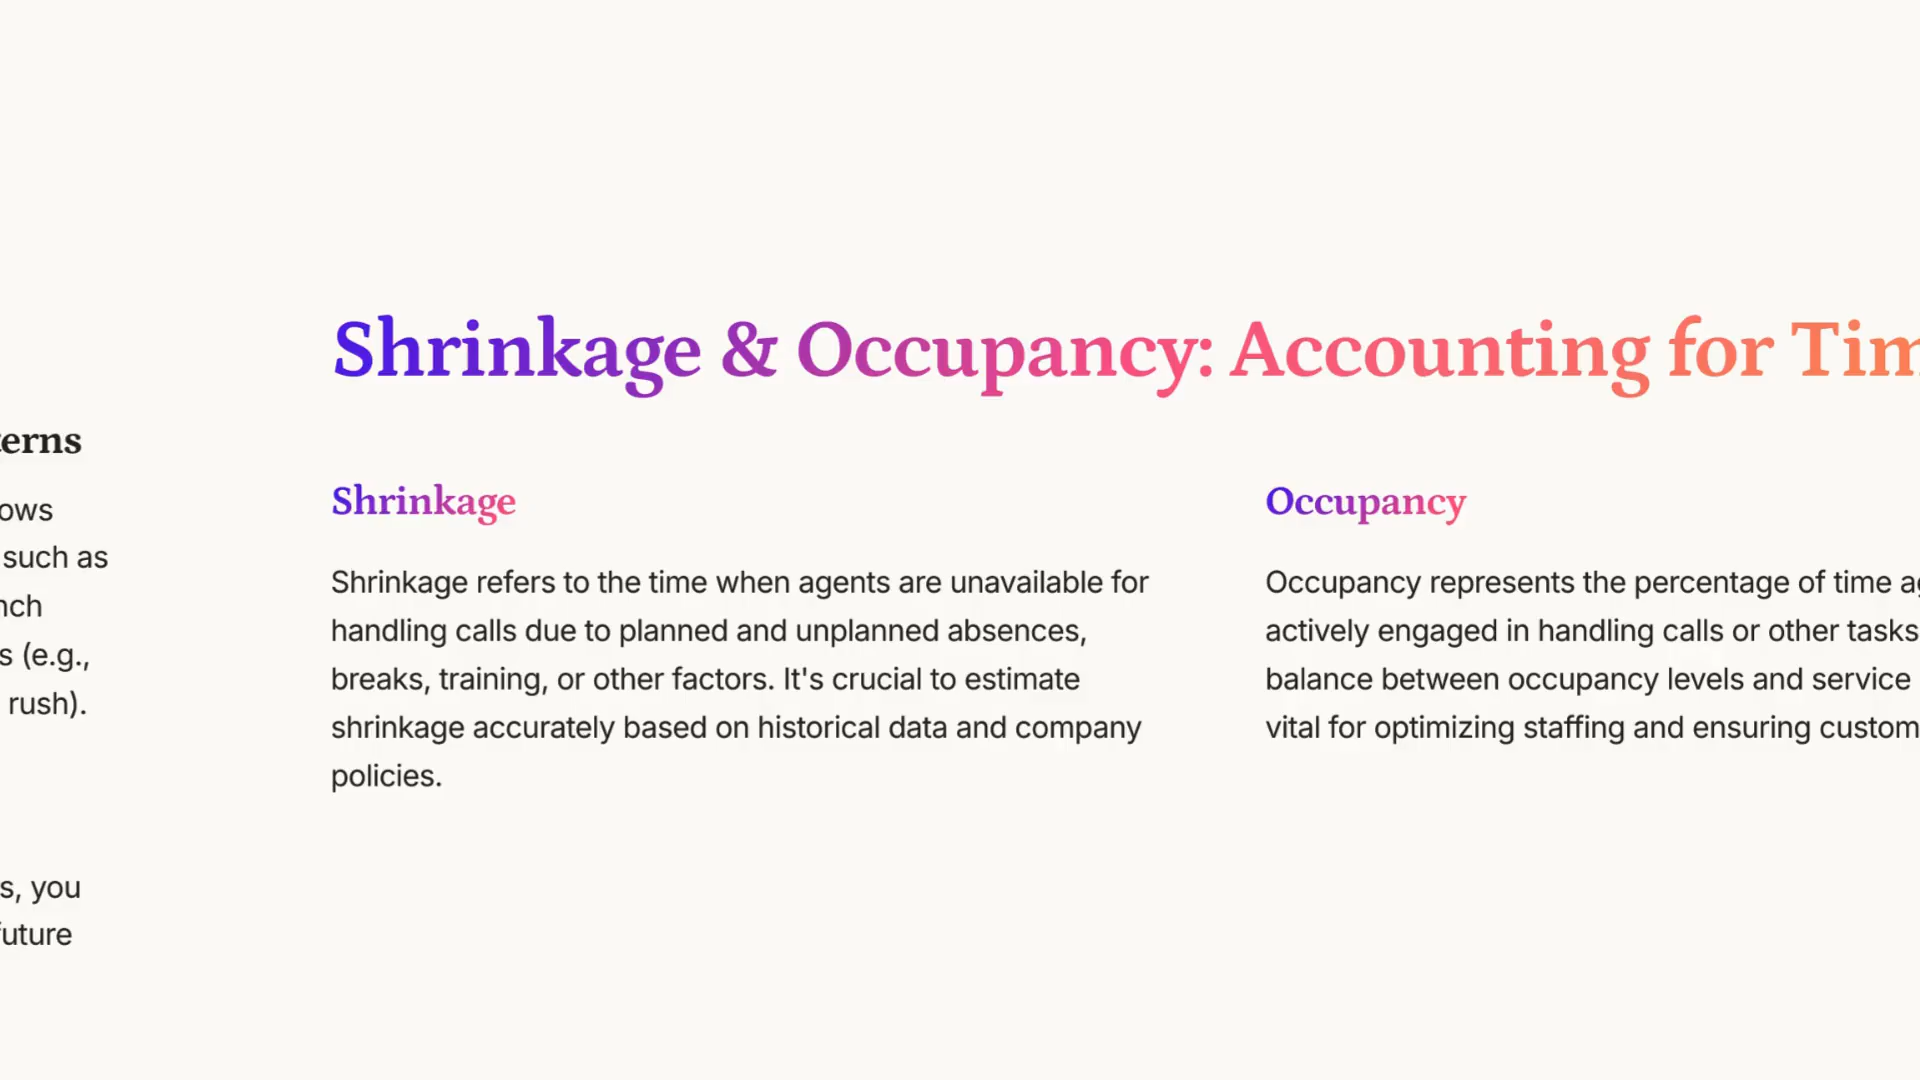 erns
ows
such as
nch
s (e.g.,
rush).
s, you
future
Shrinkage & Occupancy: Accounting for Tim
Shrinkage
Shrinkage refers to the time when agents are unavailable for
handling calls due to planned and unplanned absences,
breaks, training, or other factors. It's crucial to estimate
shrinkage accurately based on historical data and company
policies.
Occupancy
Occupancy represents the percentage of time ag
actively engaged in handling calls or other tasks
balance between occupancy levels and service
vital for optimizing staffing and ensuring custom